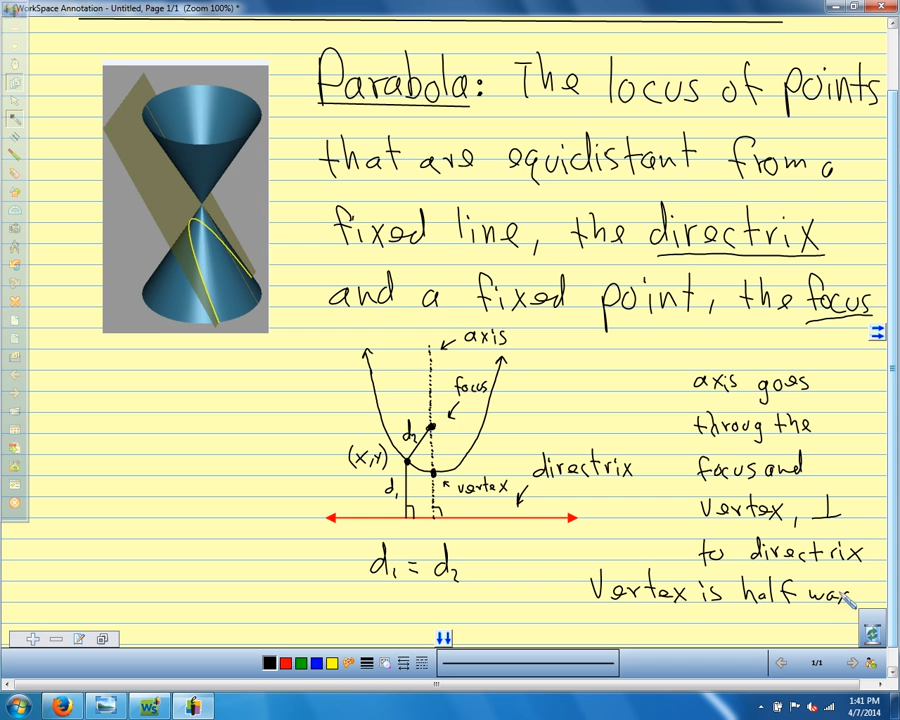 WorkSpace Annotation - Untitled, Page 1/1 (Zoom 100%) *
Parabola: The locus of points
that are equidistant from a
fixed line, the directrix
and a fixed point, the focus
axis
focus
d2
(x,y)
d1
vertex
directrix
d1 = d2
axis goes
throug the
focus and
vertex, ⊥
to directrix
Vertex is half way
1/1
1:41 PM
4/7/2014